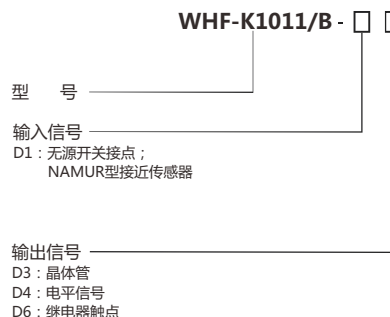 WHF-K1011/B - □ □
型 号
输入信号
D1：无源开关接点；
NAMUR型接近传感器
输出信号
D3：晶体管
D4：电平信号
D6：继电器触点